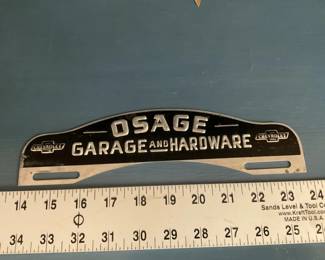 OSAGE
CHEVROLET GARAGE AND HARDWARE CHEVROLET
14 15 16 17 18 19 20 21 22 23 24
Sands Level & Tool Co
www.KraftTool.com
MADE IN U.S.A.
34 33 32 31 30 29 28 27 26 25